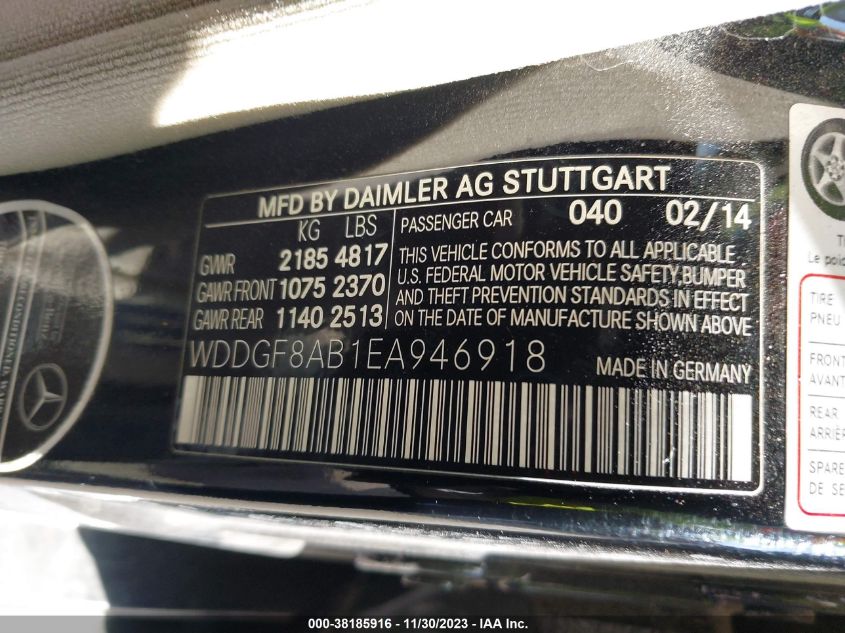 MFD BY DAIMLER AG STUTTGART
KG LBS
GVWR 2185 4817
GAWR FRONT 1075 2370
GAWR REAR 1140 2513
PASSENGER CAR 040 02/14
THIS VEHICLE CONFORMS TO ALL APPLICABLE
U.S. FEDERAL MOTOR VEHICLE SAFETY,BUMPER
AND THEFT PREVENTION STANDARDS IN EFFECT
ON THE DATE OF MANUFACTURE SHOWN ABOVE
WDDGF8AB1EA946918 MADE IN GERMANY
Le
TIRE
PNEU
FRONT
AVANT
REAR
SPARE
DE
000-38185916 - 11/30/2023 - IAA Inc.